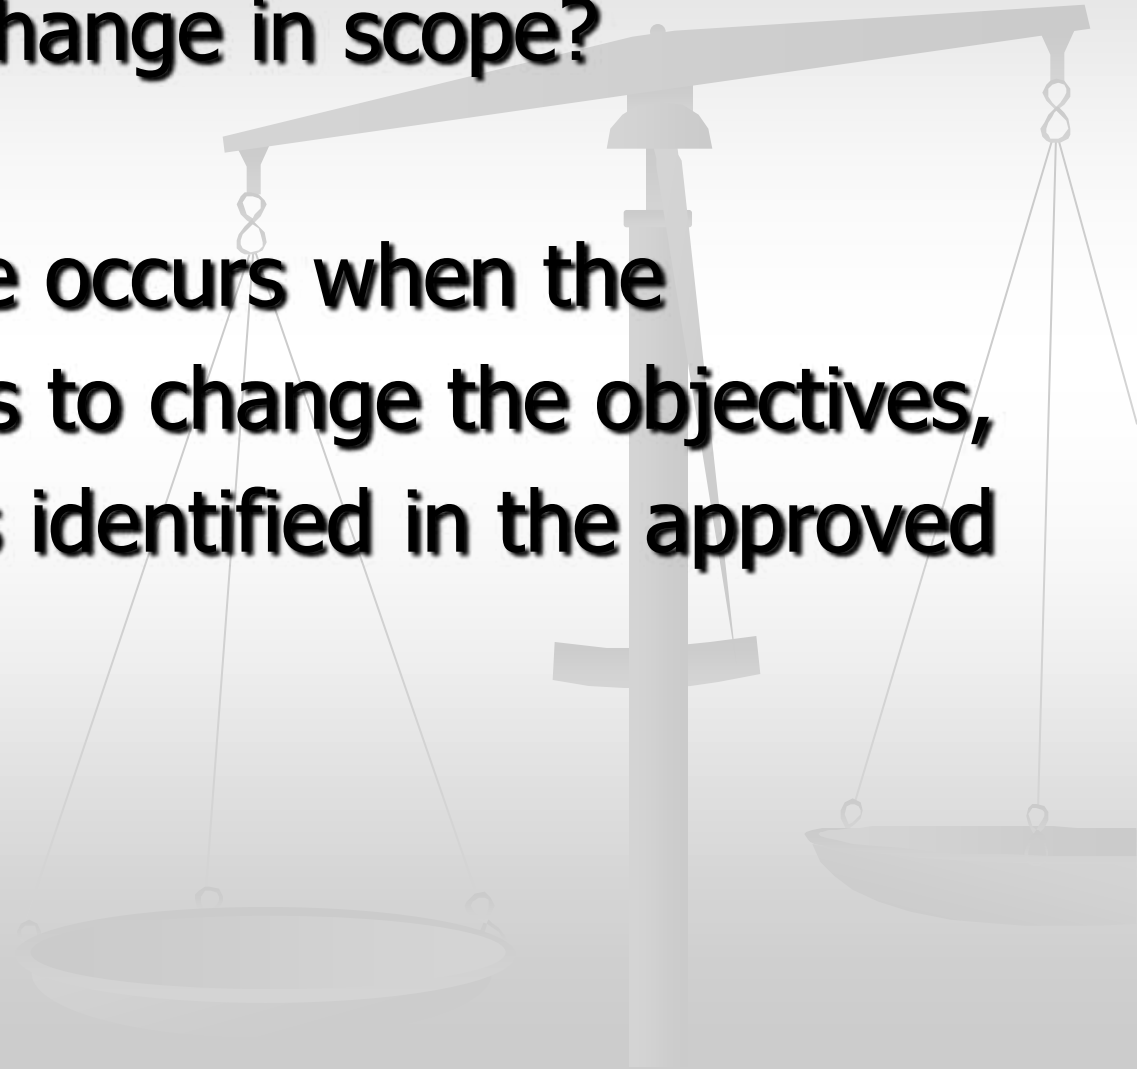 hange in scope?
e occurs when the
s to change the objectives,
s identified in the approved